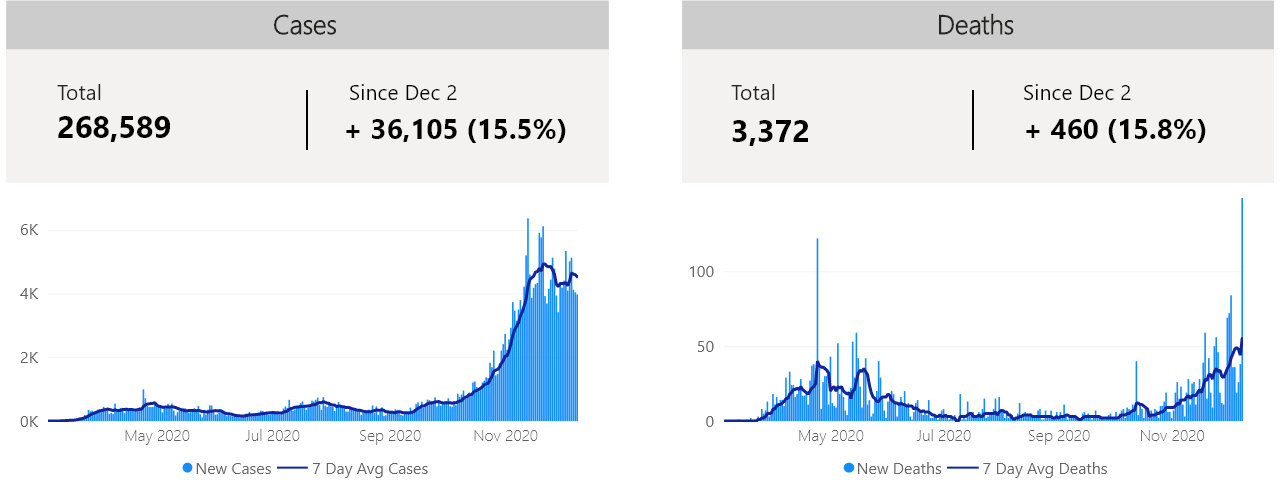 Cases
Total
268,589
Since Dec 2
+ 36,105 (15.5%)
6K
4K
2K
0K
May 2020
Jul 2020
Sep 2020
Nov 2020
New Cases
7 Day Avg Cases
Deaths
Total
3,372
Since Dec 2
+ 460 (15.8%)
100
50
0
May 2020
Jul 2020
Sep 2020
Nov 2020
New Deaths
7 Day Avg Deaths